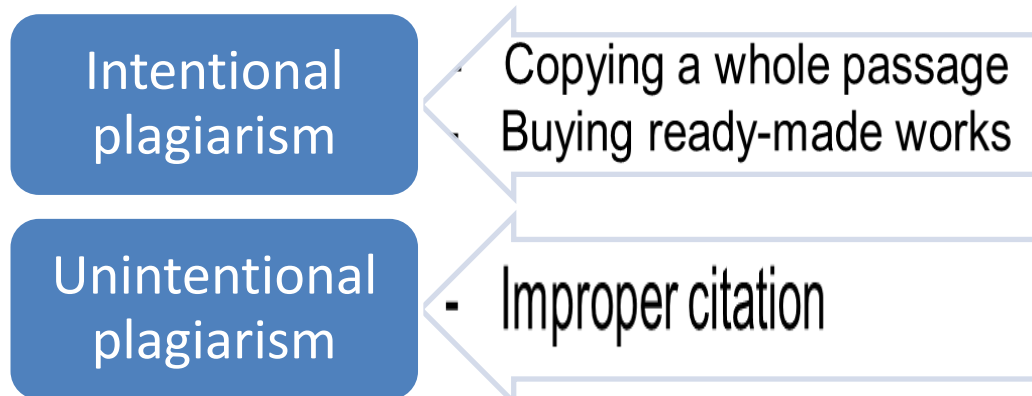 Intentional
plagiarism
- Copying a whole passage
- Buying ready-made works
Unintentional
plagiarism
- Improper citation